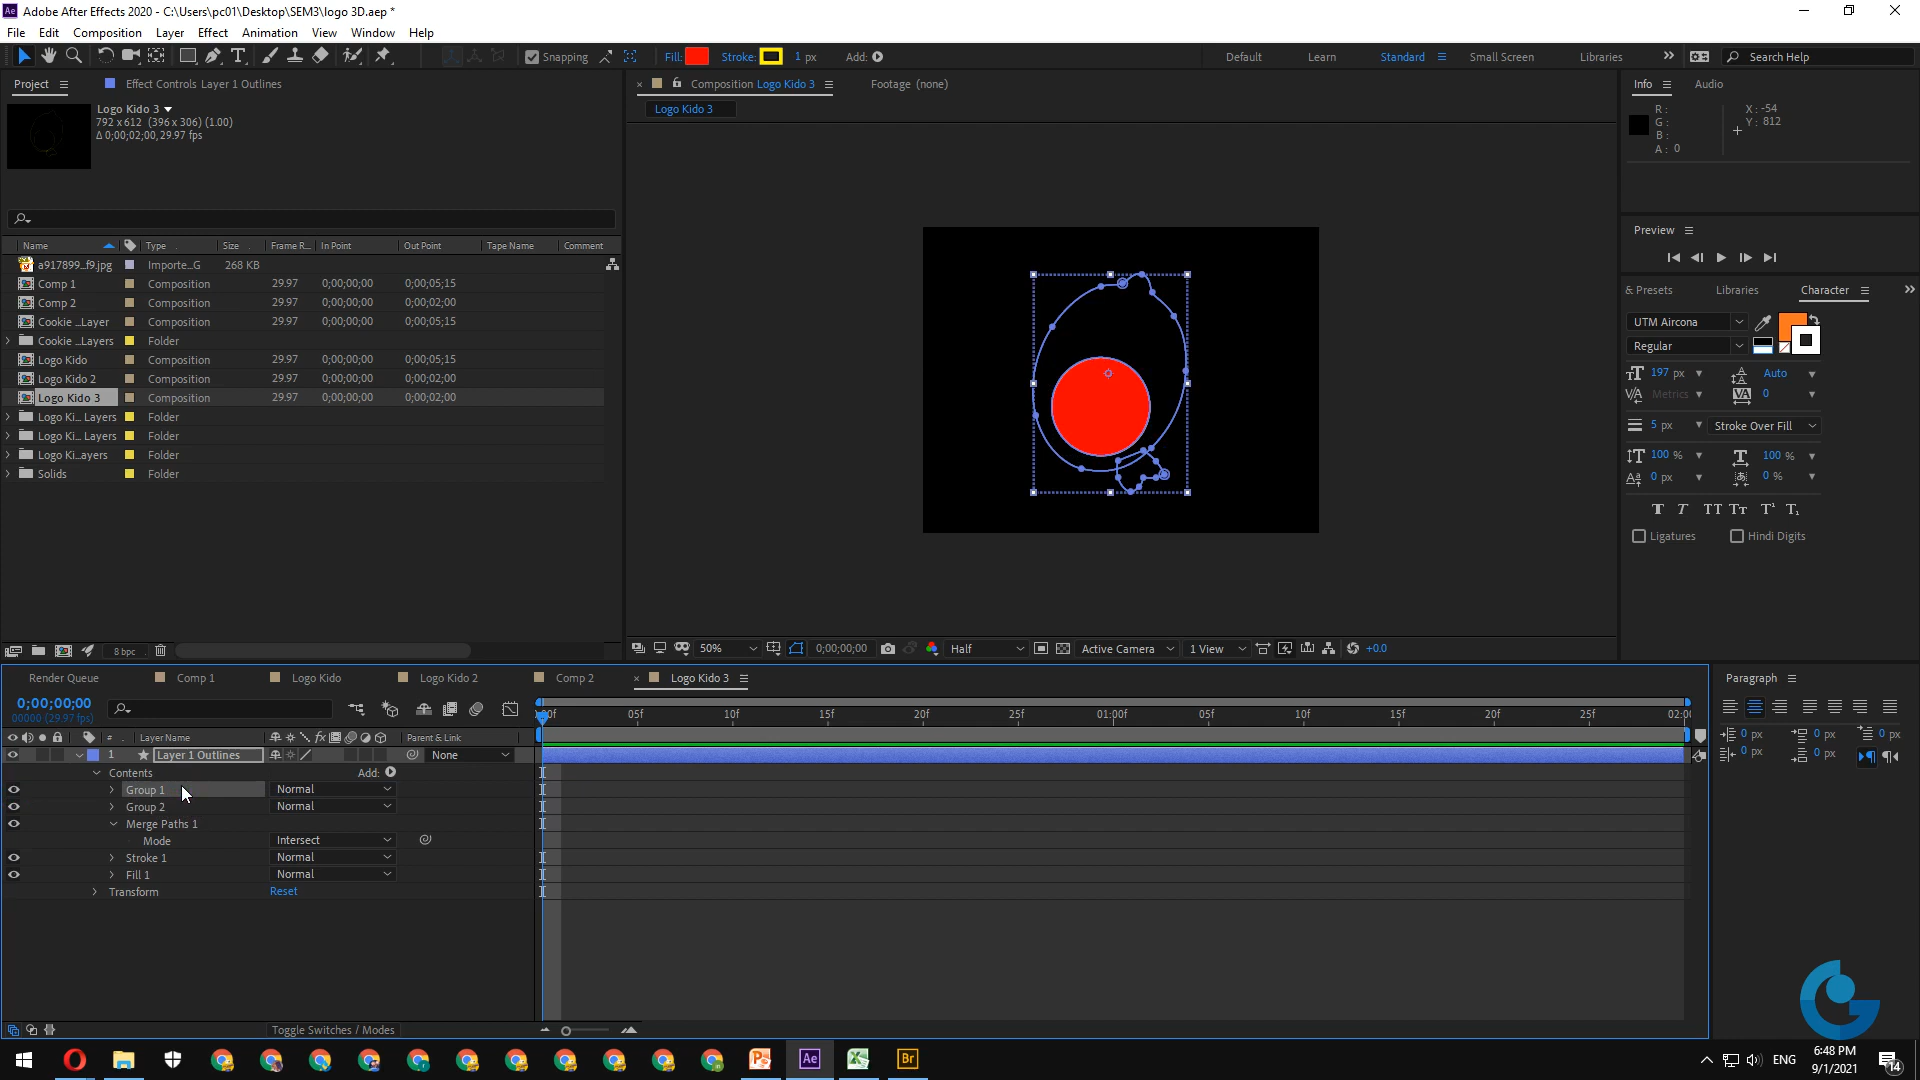 Adobe After Effects 2020 - C:\Users\pc01\Desktop\SEM3\logo 3D.aep *
File Edit Composition Layer Effect Animation View Window Help
Snapping Fill: Stroke: 1 px Add: Default Learn Standard Small Screen Libraries Search Help
Project Effect Controls Layer 1 Outlines
Composition Logo Kido 3 Footage (none)
Info Audio
Logo Kido 3
792 x 612 (396 x 306) (1.00)
Δ 0;00;02;00, 29.97 fps
Logo Kido 3
R:
G:
B:
A: 0
X: -54
Y: 812
Preview
Name Type Size Frame R... In Point Out Point Tape Name Comment
a917899...f9.jpg Importe...G 268 KB
Comp 1 Composition 29.97 0;00;00;00 0;00;05;15
Comp 2 Composition 29.97 0;00;00;00 0;00;02;00
Cookie ...Layer Composition 29.97 0;00;00;00 0;00;05;15
Cookie ...Layers Folder
Logo Kido Composition 29.97 0;00;00;00 0;00;05;15
Logo Kido 2 Composition 29.97 0;00;00;00 0;00;02;00
Logo Kido 3 Composition 29.97 0;00;00;00 0;00;02;00
Logo Ki... Layers Folder
Logo Ki... Layers Folder
Logo Ki...ayers Folder
Solids Folder
& Presets Libraries Character
UTM Aircona
Regular
197 px Auto
Metrics 0
5 px Stroke Over Fill
100 % 100 %
0 px 0 %
T T TT Tt T¹ T₁
Ligatures Hindi Digits
8 bpc
50% 0;00;00;00 Half Active Camera 1 View +0.0
Render Queue Comp 1 Logo Kido Logo Kido 2 Comp 2 Logo Kido 3
0;00;00;00
00000 (29.97 fps)
:00f 05f 10f 15f 20f 25f 01:00f 05f 10f 15f 20f 25f 02:00
# Layer Name Parent & Link
1 Layer 1 Outlines None
Contents Add:
Group 1 Normal
Group 2 Normal
Merge Paths 1
Mode Intersect
Stroke 1 Normal
Fill 1 Normal
Transform Reset
Toggle Switches / Modes
Paragraph
0 px 0 px 0 px
0 px 0 px
Ae Br
ENG
6:48 PM
9/1/2021
14